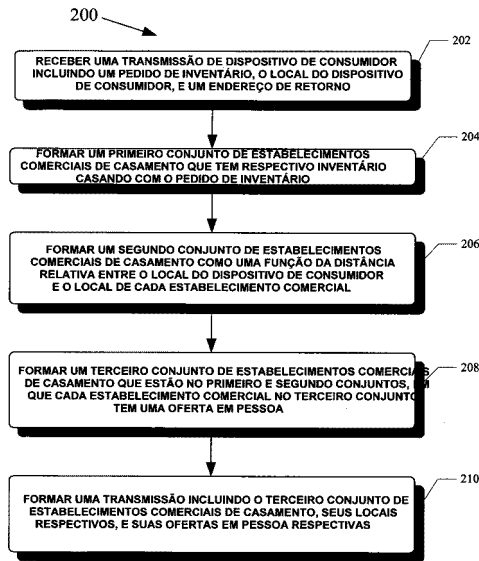 200
202
RECEBER UMA TRANSMISSÃO DE DISPOSITIVO DE CONSUMIDOR
INCLUINDO UM PEDIDO DE INVENTÁRIO, O LOCAL DO DISPOSITIVO
DE CONSUMIDOR, E UM ENDEREÇO DE RETORNO
204
FORMAR UM PRIMEIRO CONJUNTO DE ESTABELECIMENTOS
COMERCIAIS DE CASAMENTO QUE TEM RESPECTIVO INVENTÁRIO
CASANDO COM O PEDIDO DE INVENTÁRIO
206
FORMAR UM SEGUNDO CONJUNTO DE ESTABELECIMENTOS
COMERCIAIS DE CASAMENTO COMO UMA FUNÇÃO DA DISTÂNCIA
RELATIVA ENTRE O LOCAL DO DISPOSITIVO DE CONSUMIDOR
E O LOCAL DE CADA ESTABELECIMENTO COMERCIAL
208
FORMAR UM TERCEIRO CONJUNTO DE ESTABELECIMENTOS COMERCIAIS
DE CASAMENTO QUE ESTÃO NO PRIMEIRO E SEGUNDO CONJUNTOS, EM
QUE CADA ESTABELECIMENTO COMERCIAL NO TERCEIRO CONJUNTO
TEM UMA OFERTA EM PESSOA
210
FORMAR UMA TRANSMISSÃO INCLUINDO O TERCEIRO CONJUNTO DE
ESTABELECIMENTOS COMERCIAIS DE CASAMENTO, SEUS LOCAIS
RESPECTIVOS, E SUAS OFERTAS EM PESSOA RESPECTIVAS